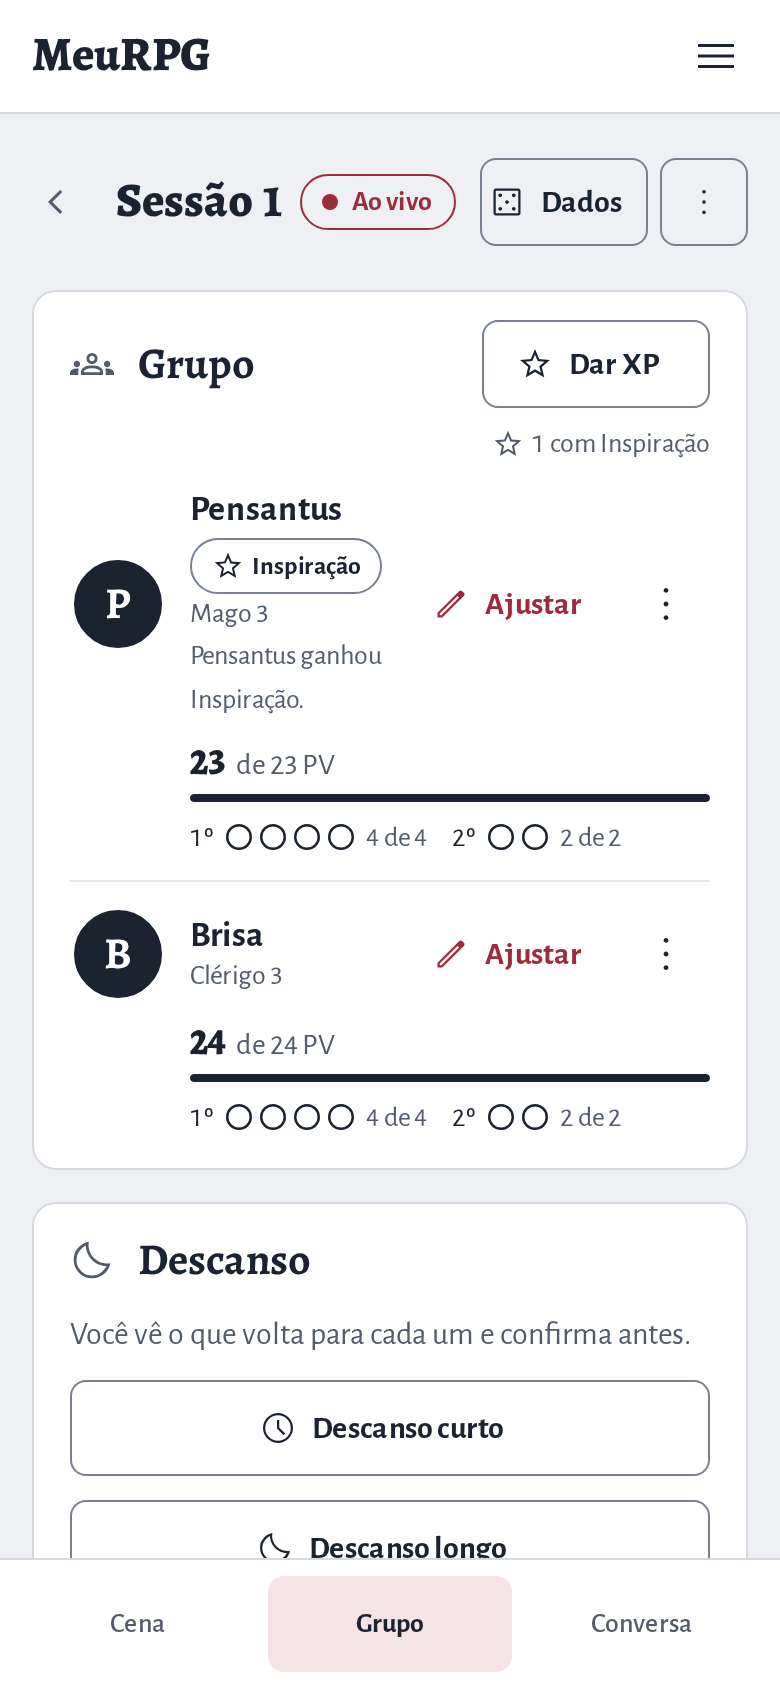 MeuRPG
Sessão 1
Ao vivo
Dados
Grupo
Dar XP
1 com Inspiração
Pensantus
Inspiração
P
Mago 3
Ajustar
Pensantus ganhou
Inspiração.
23 de 23 PV
1º 4 de 4 2º 2 de 2
B
Brisa
Clérigo 3
Ajustar
24 de 24 PV
1º 4 de 4 2º 2 de 2
Descanso
Você vê o que volta para cada um e confirma antes.
Descanso curto
Descanso longo
Cena
Grupo
Conversa